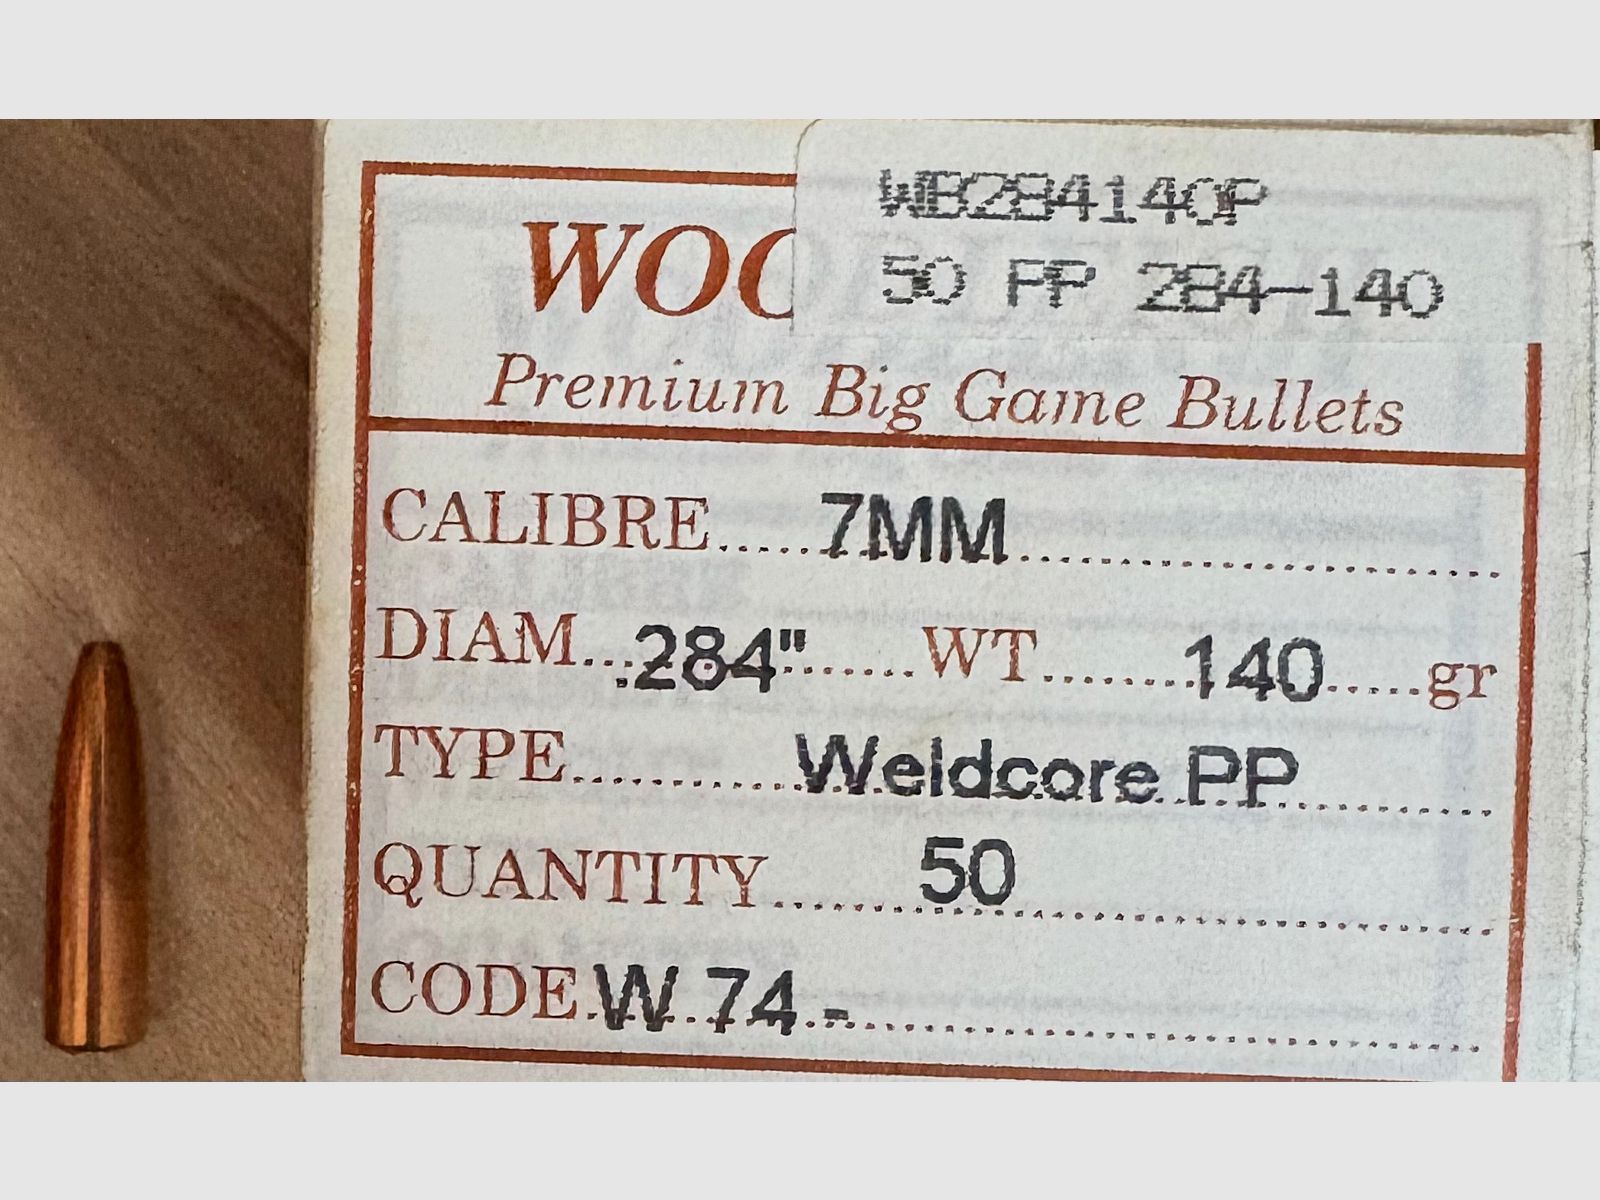 WB284140P
50 PP 284-140
WOO
Premium Big Game Bullets
CALIBRE.....7MM
DIAM....284"......WT......140.....gr
TYPE..........Weldcore PP
QUANTITY..........50
CODE.W 74-